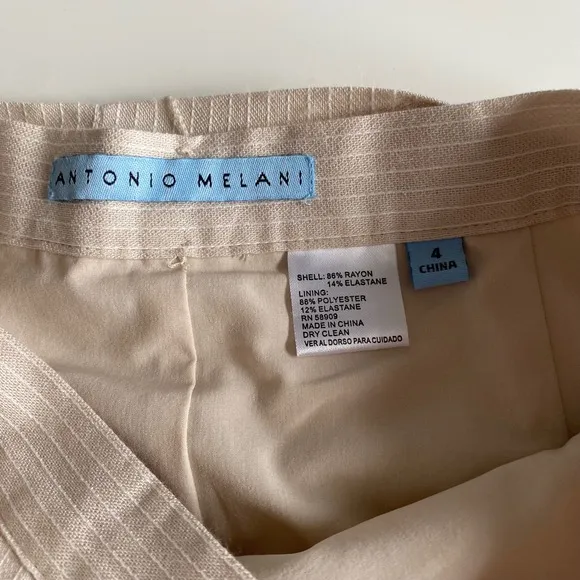 ANTONIO MELANI
SHELL: 86% RAYON
14% ELASTANE
LINING:
88% POLYESTER
12% ELASTANE
RN 58909
MADE IN CHINA
DRY CLEAN
VER AL DORSO PARA CUIDADO
4
CHINA